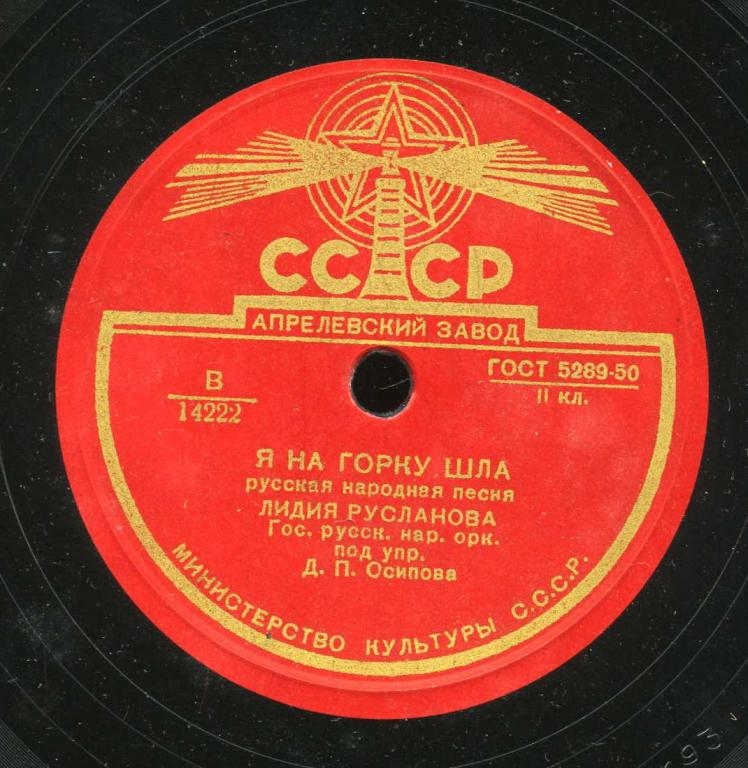 СССР
АПРЕЛЕВСКИЙ ЗАВОД
В
14222
ГОСТ 5289-50
II кл.
Я НА ГОРКУ ШЛА
русская народная песня
ЛИДИЯ РУСЛАНОВА
Гос. русск. нар. орк.
под упр.
Д. П. Осипова
МИНИСТЕРСТВО КУЛЬТУРЫ С.С.С.Р.